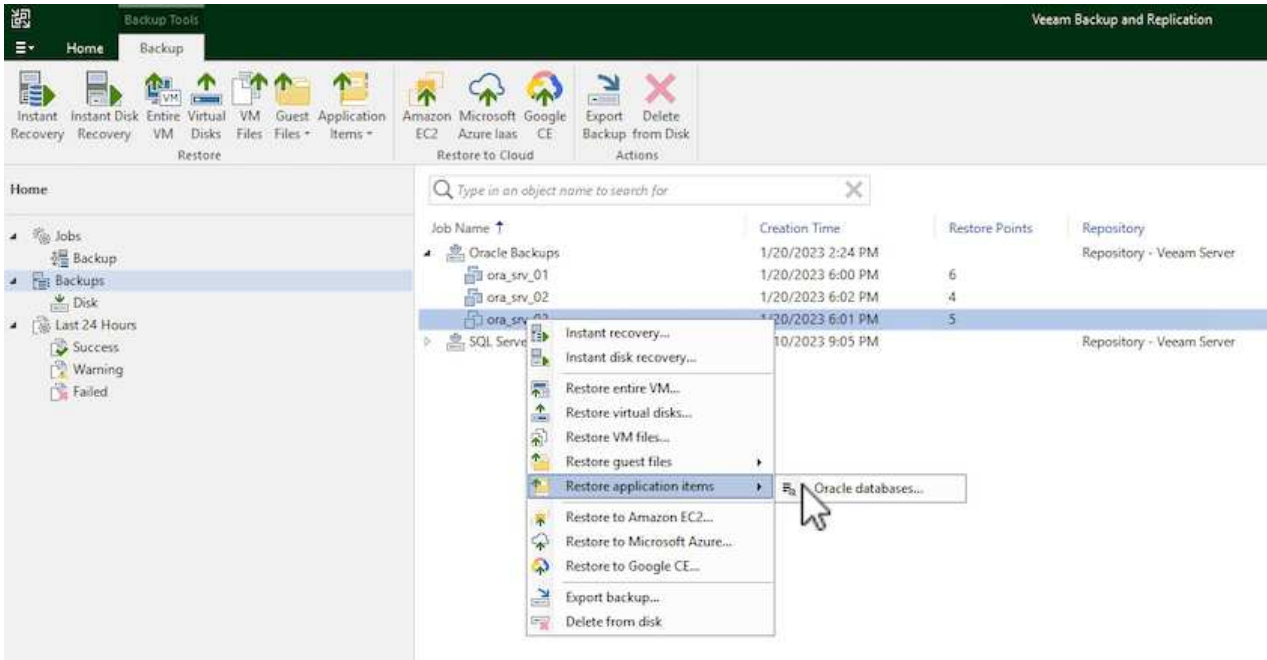 Backup Tools
Veeam Backup and Replication
Home Backup
Instant Recovery
Instant Disk Recovery
Entire VM
Virtual Disks
VM Files
Guest Files
Application Items
Restore
Amazon EC2
Microsoft Azure Iaas
Google CE
Restore to Cloud
Export Backup
Delete from Disk
Actions
Home
Jobs
Backup
Backups
Disk
Last 24 Hours
Success
Warning
Failed
Type in an object name to search for
Job Name Creation Time Restore Points Repository
Oracle Backups 1/20/2023 2:24 PM Repository - Veeam Server
ora_srv_01 1/20/2023 6:00 PM 6
ora_srv_02 1/20/2023 6:02 PM 4
1/20/2023 6:01 PM 5
SQL Serve 10/2023 9:05 PM Repository - Veeam Server
Instant recovery...
Instant disk recovery...
Restore entire VM...
Restore virtual disks...
Restore VM files...
Restore guest files
Restore application items
Oracle databases...
Restore to Amazon EC2...
Restore to Microsoft Azure...
Restore to Google CE...
Export backup...
Delete from disk